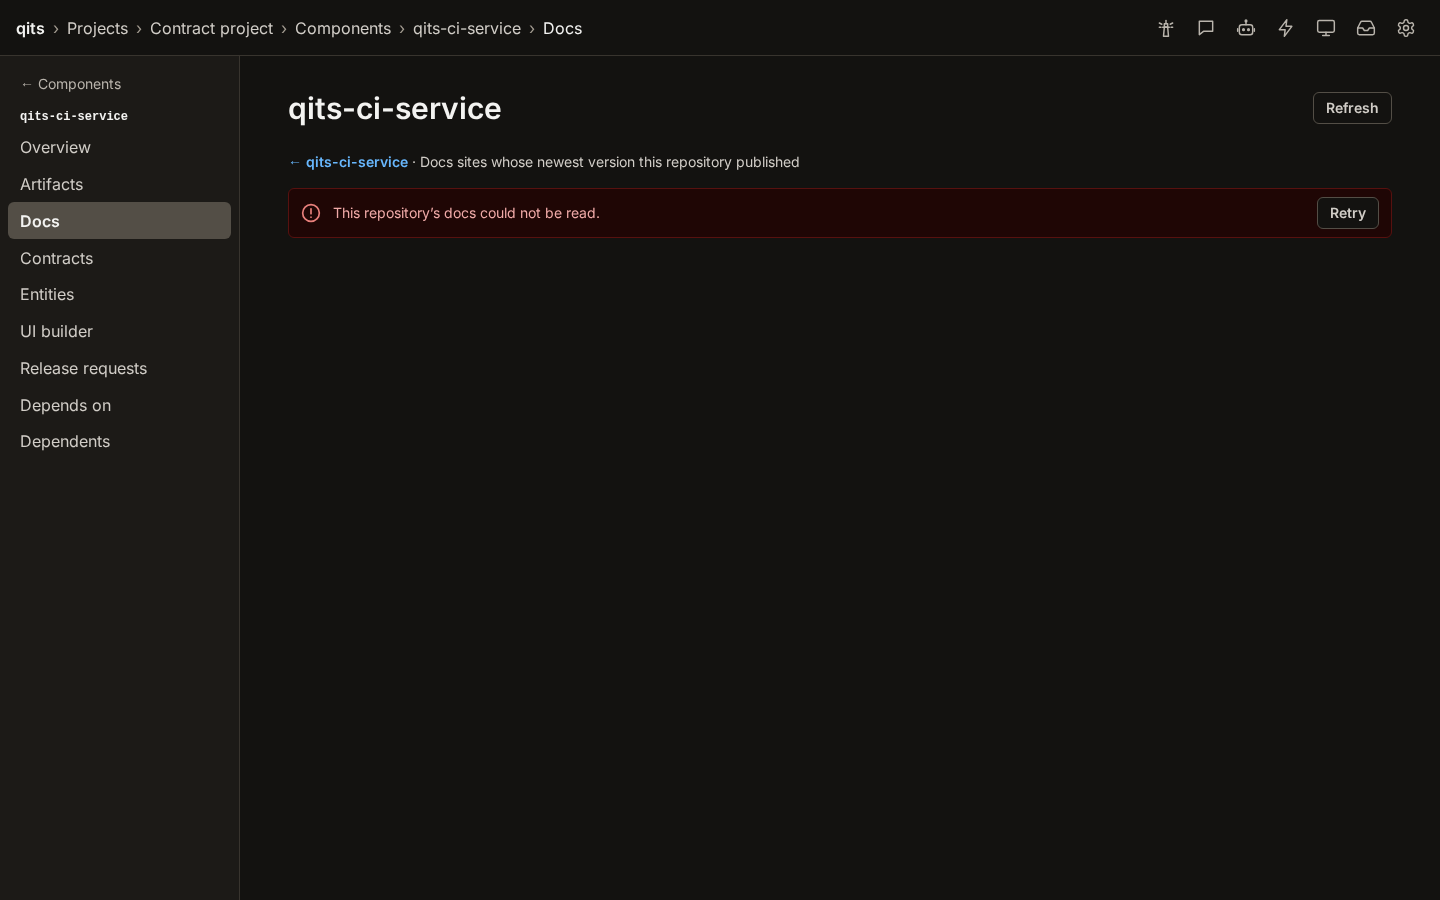 qits › Projects › Contract project › Components › qits-ci-service › Docs
← Components
qits-ci-service
Overview
Artifacts
Docs
Contracts
Entities
UI builder
Release requests
Depends on
Dependents
qits-ci-service
Refresh
← qits-ci-service · Docs sites whose newest version this repository published
This repository’s docs could not be read.
Retry